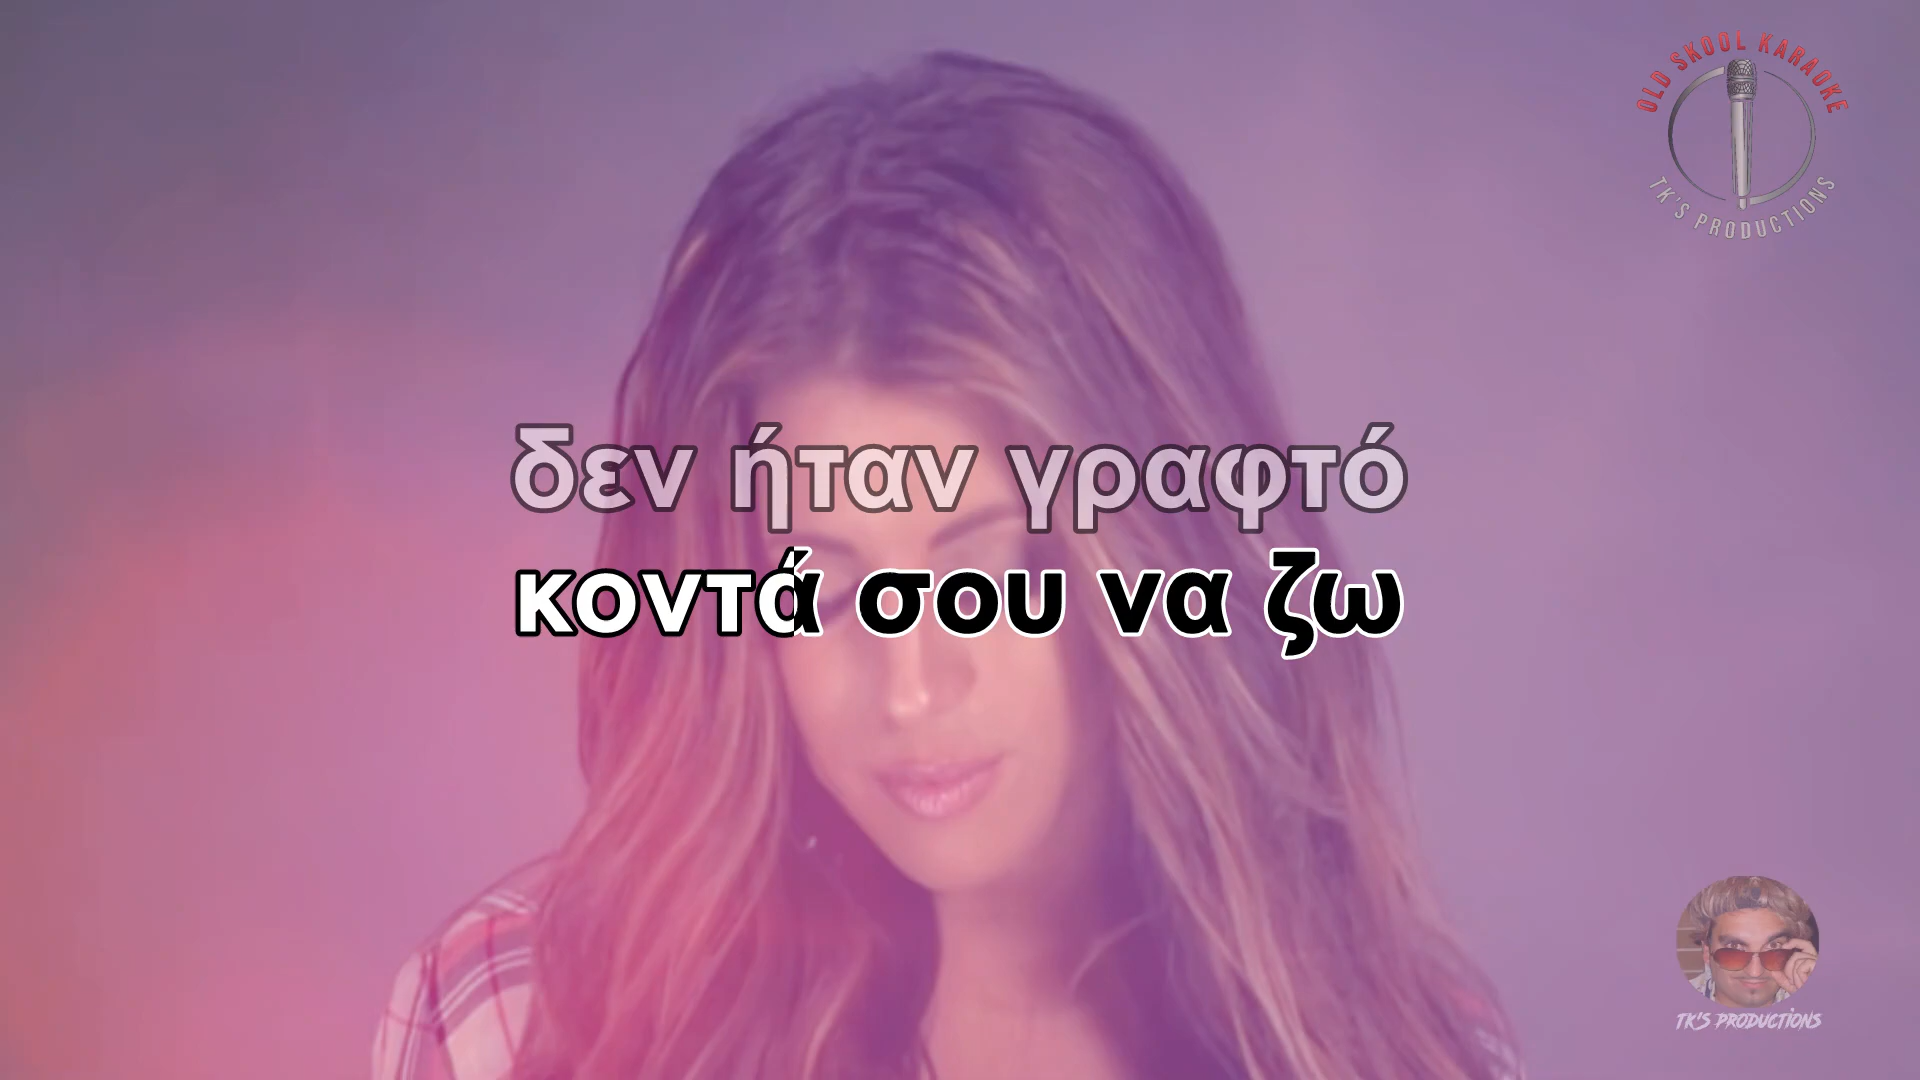 OLD SKOOL KARAOKE
TK'S PRODUCTIONS
δεν ήταν γραφτό
κοντά σου να ζω
TK'S PRODUCTIONS